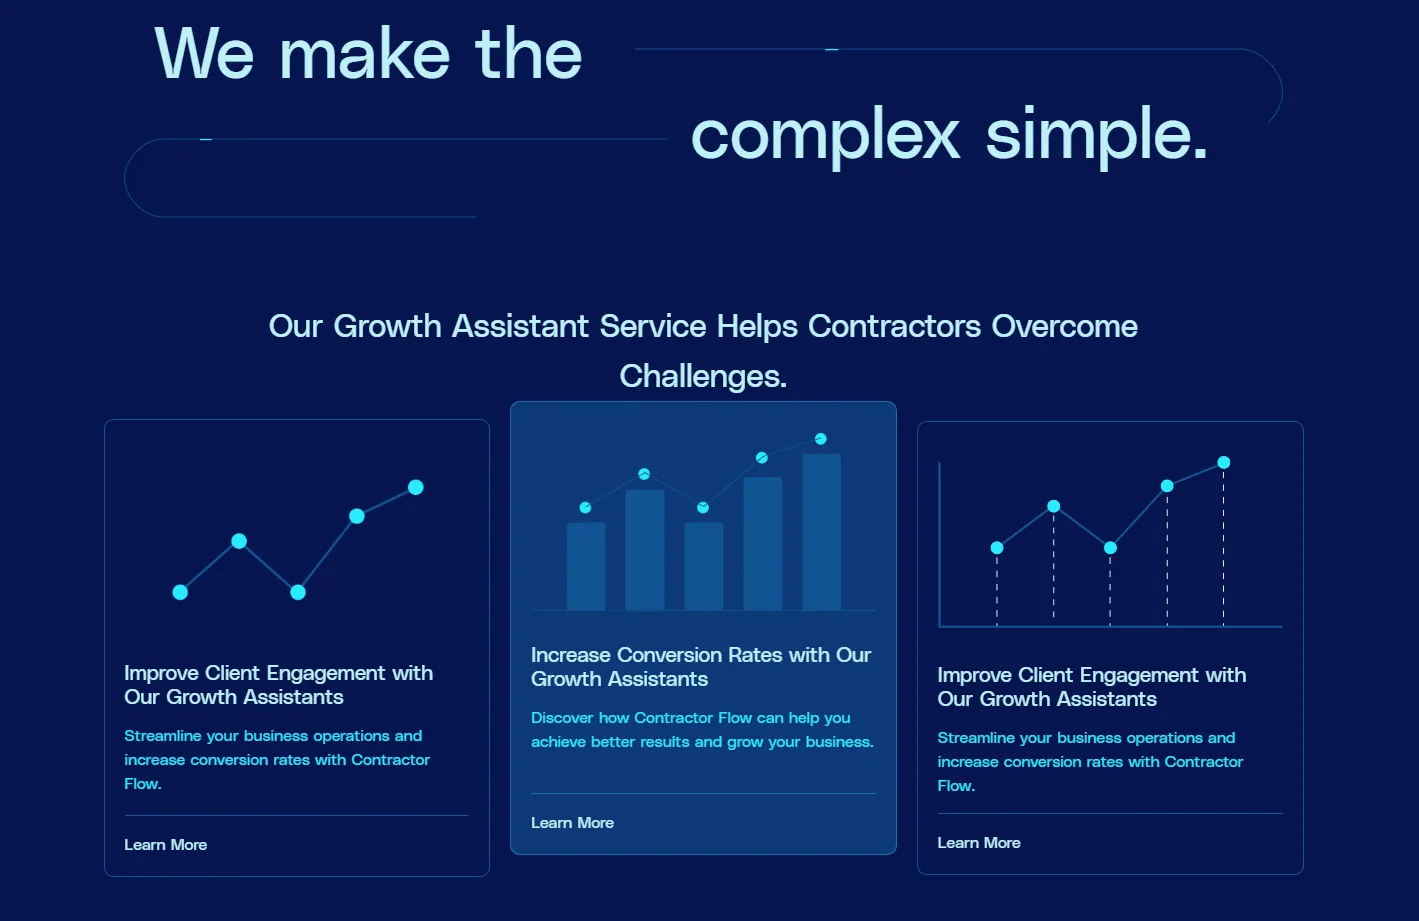 We make the
complex simple.
Our Growth Assistant Service Helps Contractors Overcome
Challenges.
Improve Client Engagement with
Our Growth Assistants
Streamline your business operations and
increase conversion rates with Contractor
Flow.
Learn More
Increase Conversion Rates with Our
Growth Assistants
Discover how Contractor Flow can help you
achieve better results and grow your business.
Learn More
Improve Client Engagement with
Our Growth Assistants
Streamline your business operations and
increase conversion rates with Contractor
Flow.
Learn More